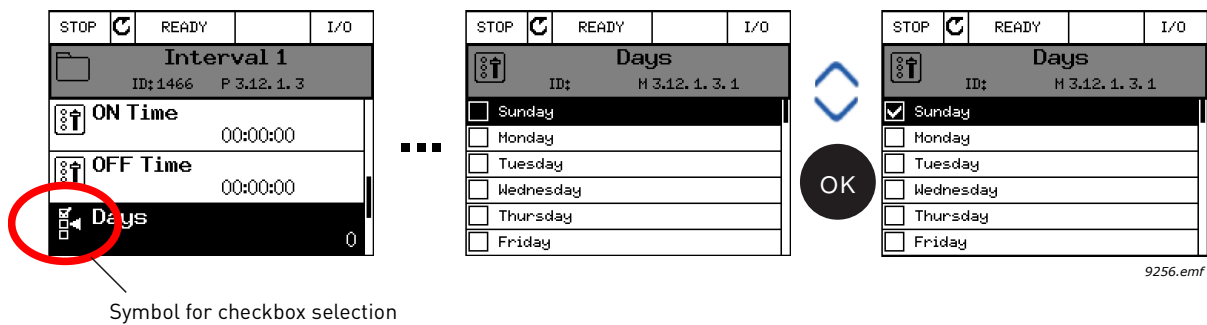 STOP READY I/O
Interval 1
ID:1466 P 3.12.1.3
ON Time
00:00:00
OFF Time
00:00:00
Days
0
Symbol for checkbox selection
STOP READY I/O
Days
ID: M 3.12.1.3.1
Sunday
Monday
Tuesday
Wednesday
Thursday
Friday
OK
STOP READY I/O
Days
ID: M 3.12.1.3.1
Sunday
Monday
Tuesday
Wednesday
Thursday
Friday
9256.emf